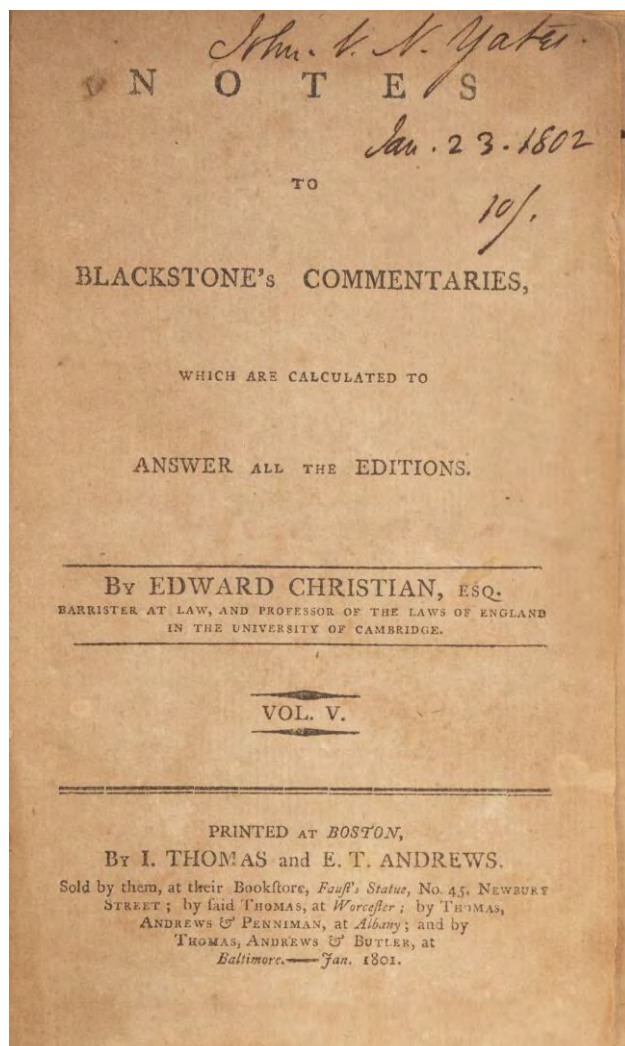 John. V. N. Yates.
NOTES
Jan. 23. 1802
TO
10/.
BLACKSTONE's COMMENTARIES,
WHICH ARE CALCULATED TO
ANSWER ALL THE EDITIONS.
By EDWARD CHRISTIAN, ESQ.
BARRISTER AT LAW, AND PROFESSOR OF THE LAWS OF ENGLAND
IN THE UNIVERSITY OF CAMBRIDGE.
VOL. V.
PRINTED AT BOSTON,
By I. THOMAS and E. T. ANDREWS.
Sold by them, at their Bookſtore, Fauſt's Statue, No. 45, NEWBURY
STREET; by ſaid THOMAS, at Worceſter; by THOMAS,
ANDREWS & PENNIMAN, at Albany; and by
THOMAS, ANDREWS & BUTLER, at
Baltimore.——Jan. 1801.